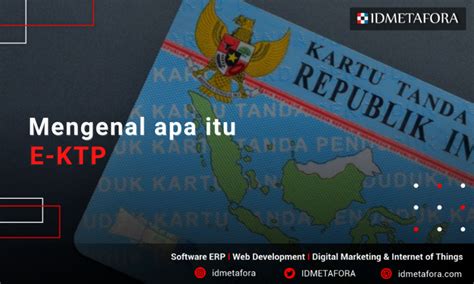 IDMETAFORA
KARTU TANDA
REPUBLIK IN
Mengenal apa itu
E-KTP
Software ERP | Web Development | Digital Marketing & Internet of Things
idmetafora
IDMETAFORA
idmetafora.com